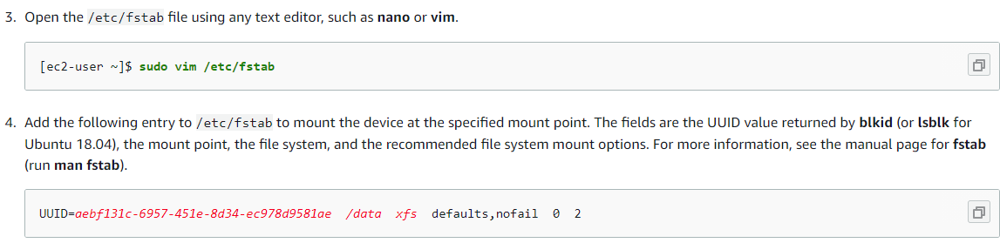 3. Open the /etc/fstab file using any text editor, such as nano or vim.
[ec2-user ~]$ sudo vim /etc/fstab
4. Add the following entry to /etc/fstab to mount the device at the specified mount point. The fields are the UUID value returned by blkid (or lsblk for
Ubuntu 18.04), the mount point, the file system, and the recommended file system mount options. For more information, see the manual page for fstab
(run man fstab).
UUID=aebf131c-6957-451e-8d34-ec978d9581ae  /data  xfs  defaults,nofail  0  2